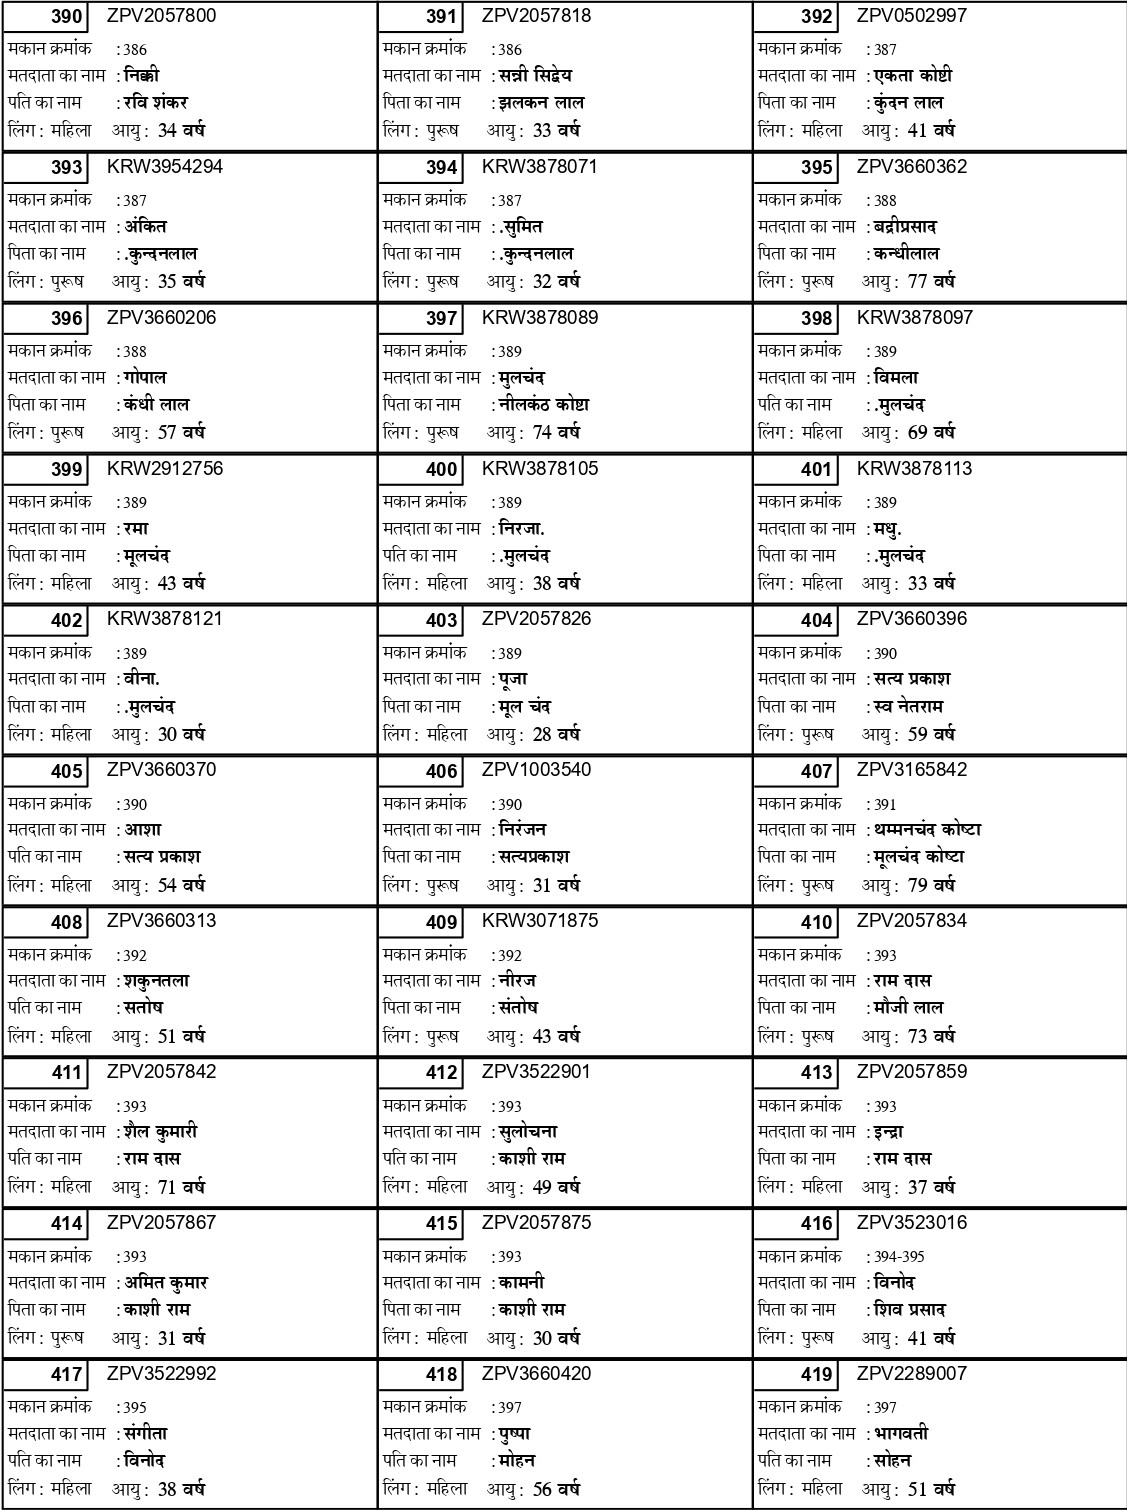 390 ZPV2057800
मकान क्रमांक :386
मतदाता का नाम :निक्की
पति का नाम :रवि शंकर
लिंग: महिला आयु: 34 वर्ष
391 ZPV2057818
मकान क्रमांक :386
मतदाता का नाम :सन्नी सिद्वेय
पिता का नाम :झलकन लाल
लिंग: पुरूष आयु: 33 वर्ष
392 ZPV0502997
मकान क्रमांक :387
मतदाता का नाम :एकता कोष्टी
पिता का नाम :कुंदन लाल
लिंग: महिला आयु: 41 वर्ष
393 KRW3954294
मकान क्रमांक :387
मतदाता का नाम :अंकित
पिता का नाम :.कुन्दनलाल
लिंग: पुरूष आयु: 35 वर्ष
394 KRW3878071
मकान क्रमांक :387
मतदाता का नाम :.सुमित
पिता का नाम :.कुन्दनलाल
लिंग: पुरूष आयु: 32 वर्ष
395 ZPV3660362
मकान क्रमांक :388
मतदाता का नाम :बद्रीप्रसाद
पिता का नाम :कन्धीलाल
लिंग: पुरूष आयु: 77 वर्ष
396 ZPV3660206
मकान क्रमांक :388
मतदाता का नाम :गोपाल
पिता का नाम :कंधी लाल
लिंग: पुरूष आयु: 57 वर्ष
397 KRW3878089
मकान क्रमांक :389
मतदाता का नाम :मुलचंद
पिता का नाम :नीलकंठ कोष्टा
लिंग: पुरूष आयु: 74 वर्ष
398 KRW3878097
मकान क्रमांक :389
मतदाता का नाम :विमला
पति का नाम :.मुलचंद
लिंग: महिला आयु: 69 वर्ष
399 KRW2912756
मकान क्रमांक :389
मतदाता का नाम :रमा
पिता का नाम :मूलचंद
लिंग: महिला आयु: 43 वर्ष
400 KRW3878105
मकान क्रमांक :389
मतदाता का नाम :निरजा.
पति का नाम :.मुलचंद
लिंग: महिला आयु: 38 वर्ष
401 KRW3878113
मकान क्रमांक :389
मतदाता का नाम :मधु.
पिता का नाम :.मुलचंद
लिंग: महिला आयु: 33 वर्ष
402 KRW3878121
मकान क्रमांक :389
मतदाता का नाम :वीना.
पिता का नाम :.मुलचंद
लिंग: महिला आयु: 30 वर्ष
403 ZPV2057826
मकान क्रमांक :389
मतदाता का नाम :पूजा
पिता का नाम :मूल चंद
लिंग: महिला आयु: 28 वर्ष
404 ZPV3660396
मकान क्रमांक :390
मतदाता का नाम :सत्य प्रकाश
पिता का नाम :स्व नेतराम
लिंग: पुरूष आयु: 59 वर्ष
405 ZPV3660370
मकान क्रमांक :390
मतदाता का नाम :आशा
पति का नाम :सत्य प्रकाश
लिंग: महिला आयु: 54 वर्ष
406 ZPV1003540
मकान क्रमांक :390
मतदाता का नाम :निरंजन
पिता का नाम :सत्यप्रकाश
लिंग: पुरूष आयु: 31 वर्ष
407 ZPV3165842
मकान क्रमांक :391
मतदाता का नाम :थम्मनचंद कोष्टा
पिता का नाम :मूलचंद कोष्टा
लिंग: पुरूष आयु: 79 वर्ष
408 ZPV3660313
मकान क्रमांक :392
मतदाता का नाम :शकुनतला
पति का नाम :सतोष
लिंग: महिला आयु: 51 वर्ष
409 KRW3071875
मकान क्रमांक :392
मतदाता का नाम :नीरज
पिता का नाम :संतोष
लिंग: पुरूष आयु: 43 वर्ष
410 ZPV2057834
मकान क्रमांक :393
मतदाता का नाम :राम दास
पिता का नाम :मौजी लाल
लिंग: पुरूष आयु: 73 वर्ष
411 ZPV2057842
मकान क्रमांक :393
मतदाता का नाम :शैल कुमारी
पति का नाम :राम दास
लिंग: महिला आयु: 71 वर्ष
412 ZPV3522901
मकान क्रमांक :393
मतदाता का नाम :सुलोचना
पति का नाम :काशी राम
लिंग: महिला आयु: 49 वर्ष
413 ZPV2057859
मकान क्रमांक :393
मतदाता का नाम :इन्द्रा
पिता का नाम :राम दास
लिंग: महिला आयु: 37 वर्ष
414 ZPV2057867
मकान क्रमांक :393
मतदाता का नाम :अमित कुमार
पिता का नाम :काशी राम
लिंग: पुरूष आयु: 31 वर्ष
415 ZPV2057875
मकान क्रमांक :393
मतदाता का नाम :कामनी
पिता का नाम :काशी राम
लिंग: महिला आयु: 30 वर्ष
416 ZPV3523016
मकान क्रमांक :394-395
मतदाता का नाम :विनोद
पिता का नाम :शिव प्रसाद
लिंग: पुरूष आयु: 41 वर्ष
417 ZPV3522992
मकान क्रमांक :395
मतदाता का नाम :संगीता
पति का नाम :विनोद
लिंग: महिला आयु: 38 वर्ष
418 ZPV3660420
मकान क्रमांक :397
मतदाता का नाम :पुष्पा
पति का नाम :मोहन
लिंग: महिला आयु: 56 वर्ष
419 ZPV2289007
मकान क्रमांक :397
मतदाता का नाम :भागवती
पति का नाम :सोहन
लिंग: महिला आयु: 51 वर्ष